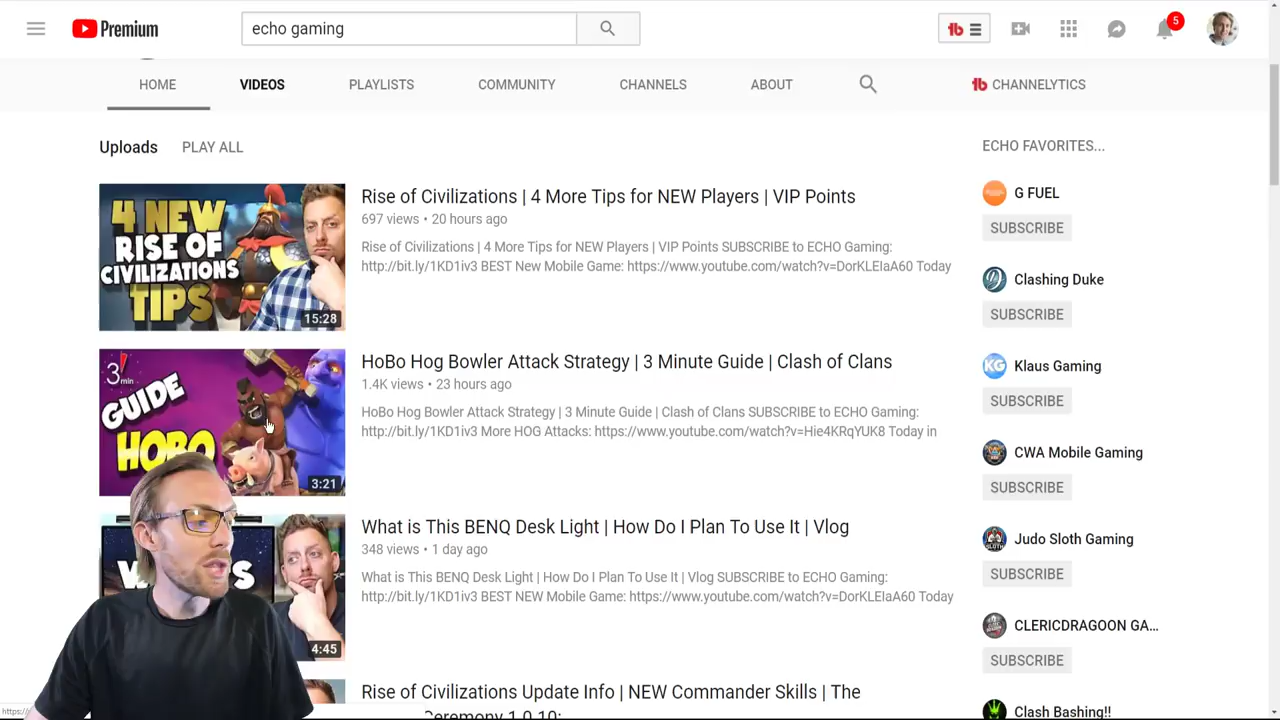 Premium
echo gaming
5
HOME
VIDEOS
PLAYLISTS
COMMUNITY
CHANNELS
ABOUT
CHANNELYTICS
Uploads
PLAY ALL
4 NEW
RISE OF
CIVILIZATIONS
TIPS
15:28
Rise of Civilizations | 4 More Tips for NEW Players | VIP Points
697 views • 20 hours ago
Rise of Civilizations | 4 More Tips for NEW Players | VIP Points SUBSCRIBE to ECHO Gaming:
http://bit.ly/1KD1iv3 BEST New Mobile Game: https://www.youtube.com/watch?v=DorKLEIaA60 Today
3
min
GUIDE
HOBO
3:21
HoBo Hog Bowler Attack Strategy | 3 Minute Guide | Clash of Clans
1.4K views • 23 hours ago
HoBo Hog Bowler Attack Strategy | 3 Minute Guide | Clash of Clans SUBSCRIBE to ECHO Gaming:
http://bit.ly/1KD1iv3 More HOG Attacks: https://www.youtube.com/watch?v=Hie4KRqYUK8 Today in
4:45
What is This BENQ Desk Light | How Do I Plan To Use It | Vlog
348 views • 1 day ago
What is This BENQ Desk Light | How Do I Plan To Use It | Vlog SUBSCRIBE to ECHO Gaming:
http://bit.ly/1KD1iv3 BEST NEW Mobile Game: https://www.youtube.com/watch?v=DorKLEIaA60 Today
Rise of Civilizations Update Info | NEW Commander Skills | The
Ceremony 1.0.10:
ECHO FAVORITES...
G FUEL
SUBSCRIBE
Clashing Duke
SUBSCRIBE
Klaus Gaming
SUBSCRIBE
CWA Mobile Gaming
SUBSCRIBE
Judo Sloth Gaming
SUBSCRIBE
CLERICDRAGOON GA...
SUBSCRIBE
Clash Bashing!!